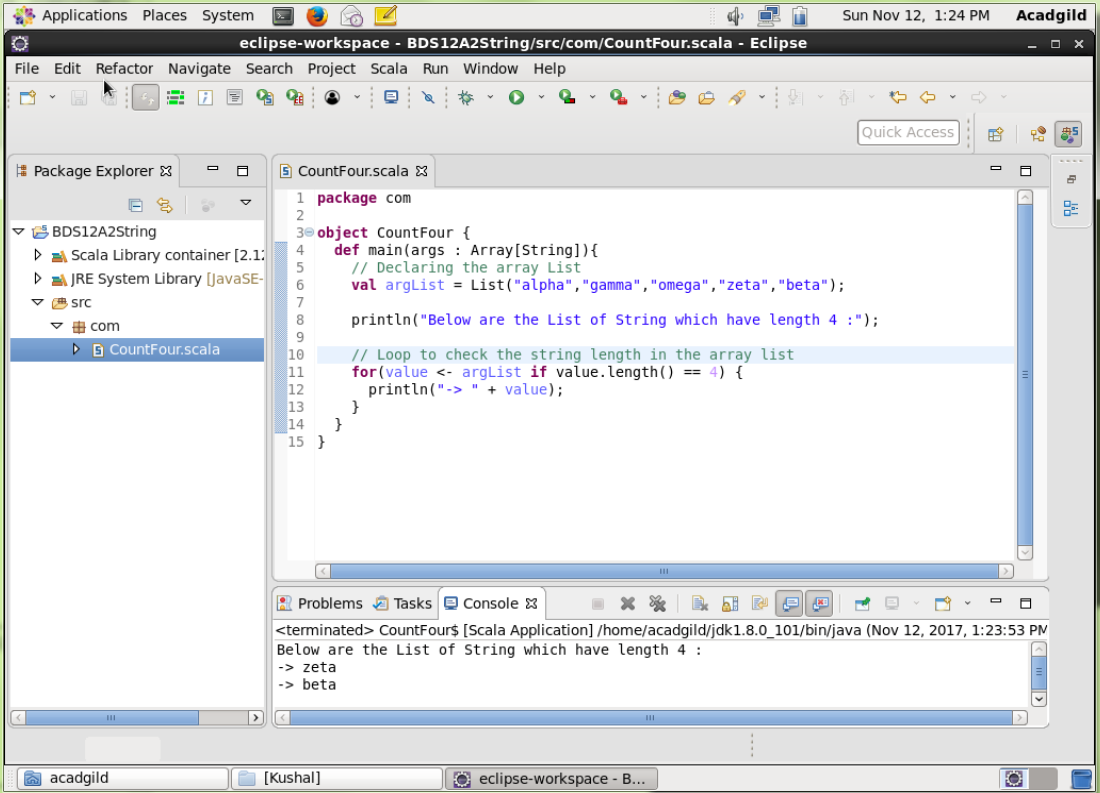 Applications Places System Sun Nov 12, 1:24 PM Acadgild
eclipse-workspace - BDS12A2String/src/com/CountFour.scala - Eclipse
File Edit Refactor Navigate Search Project Scala Run Window Help
Quick Access
Package Explorer
BDS12A2String
Scala Library container [2.12
JRE System Library [JavaSE-
src
com
CountFour.scala
CountFour.scala
1 package com
2
3 object CountFour {
4 def main(args : Array[String]){
5 // Declaring the array List
6 val argList = List("alpha","gamma","omega","zeta","beta");
7
8 println("Below are the List of String which have length 4 :");
9
10 // Loop to check the string length in the array list
11 for(value <- argList if value.length() == 4) {
12 println("-> " + value);
13 }
14 }
15 }
Problems Tasks Console
<terminated> CountFour$ [Scala Application] /home/acadgild/jdk1.8.0_101/bin/java (Nov 12, 2017, 1:23:53 PM
Below are the List of String which have length 4 :
-> zeta
-> beta
acadgild [Kushal] eclipse-workspace - B...